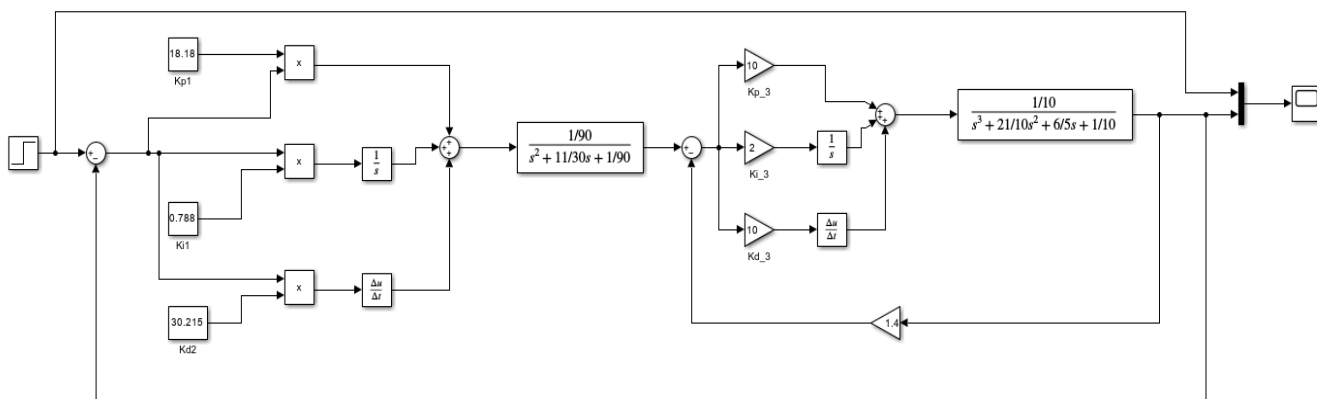 18.18
x
Kp1
+
−
x
1
s
+
+
+
1/90
s² + 11/30s + 1/90
0.788
Ki1
x
Δu
Δt
30.215
Kd2
+
−
10
Kp_3
2
Ki_3
1
s
10
Kd_3
Δu
Δt
+
+
+
1/10
s³ + 21/10s² + 6/5s + 1/10
1.4